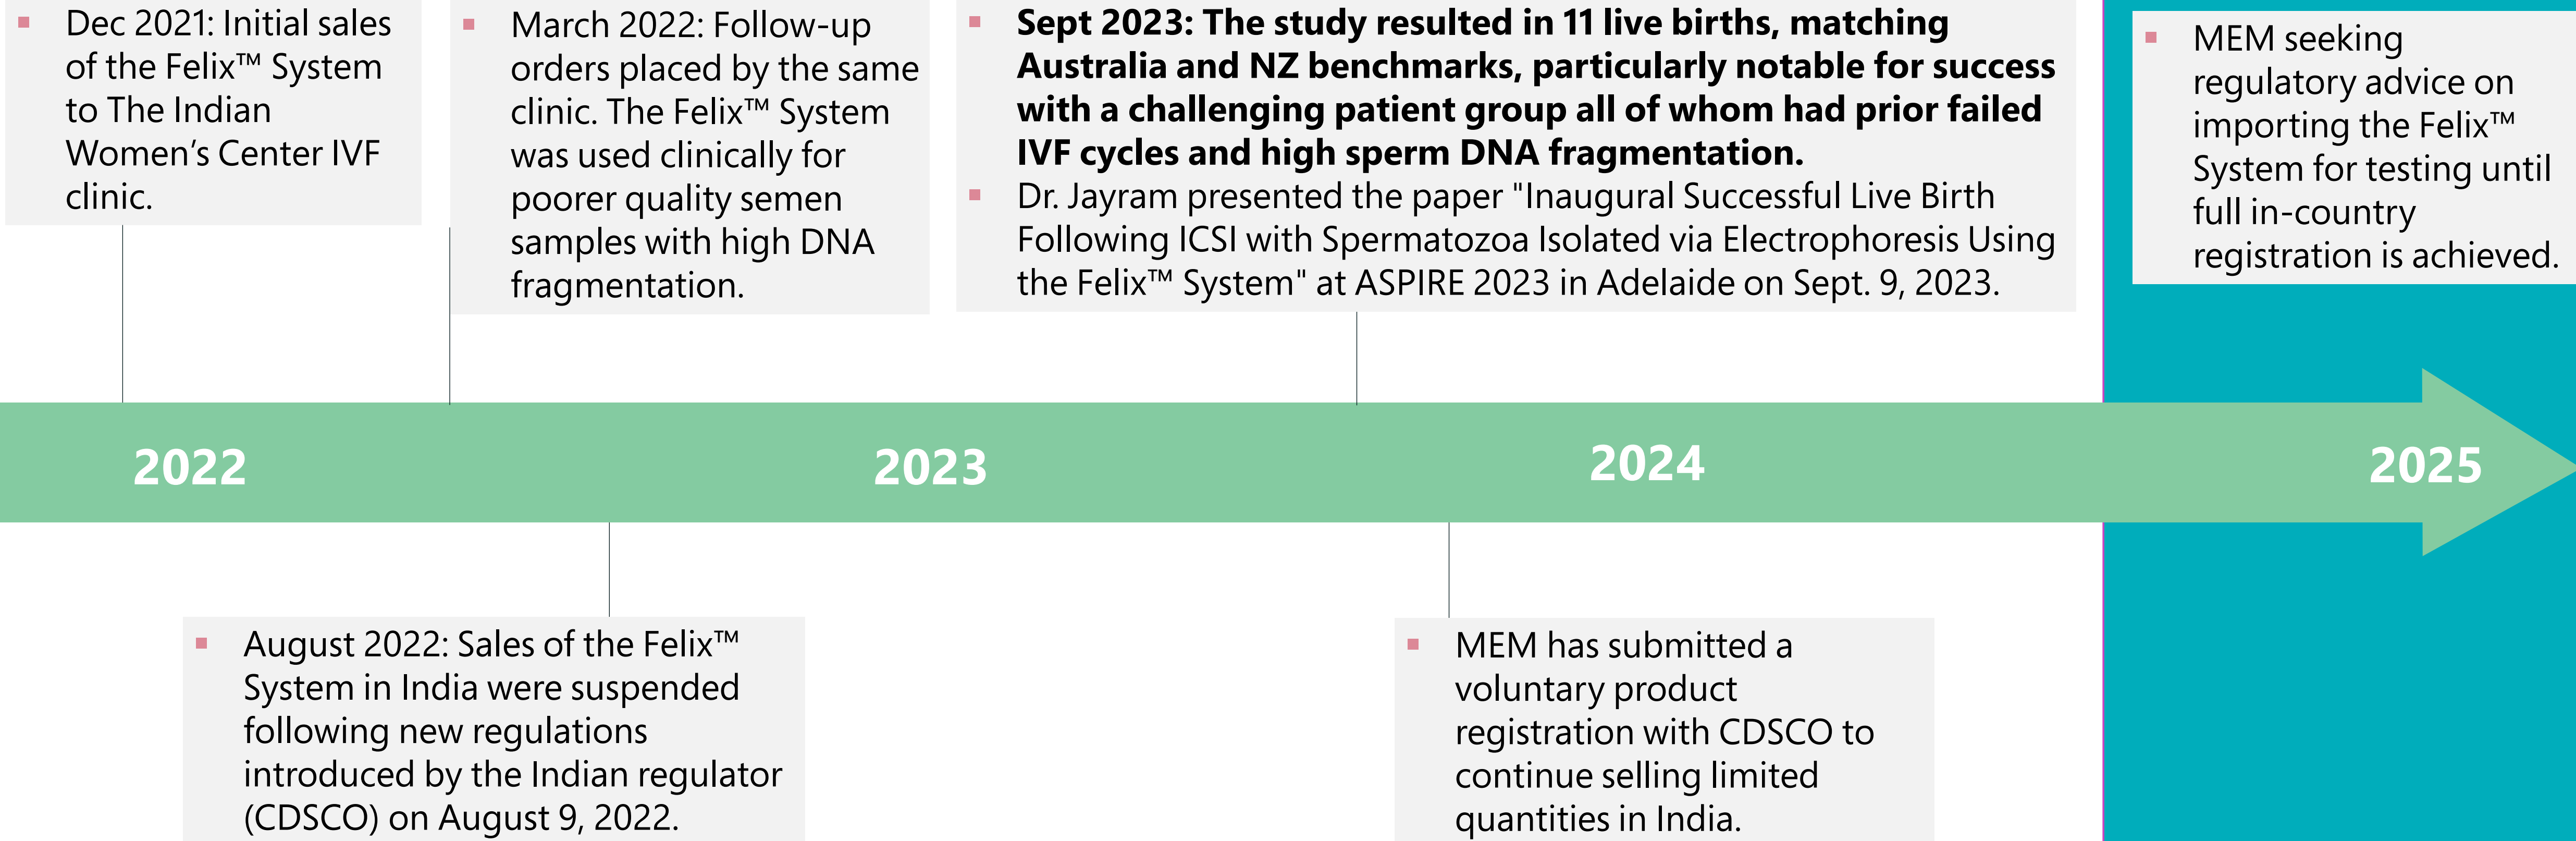 ▪ Dec 2021: Initial sales
of the Felix™ System
to The Indian
Women’s Center IVF
clinic.
▪ March 2022: Follow-up
orders placed by the same
clinic. The Felix™ System
was used clinically for
poorer quality semen
samples with high DNA
fragmentation.
▪ Sept 2023: The study resulted in 11 live births, matching
Australia and NZ benchmarks, particularly notable for success
with a challenging patient group all of whom had prior failed
IVF cycles and high sperm DNA fragmentation.
▪ Dr. Jayram presented the paper "Inaugural Successful Live Birth
Following ICSI with Spermatozoa Isolated via Electrophoresis Using
the Felix™ System" at ASPIRE 2023 in Adelaide on Sept. 9, 2023.
▪ MEM seeking
regulatory advice on
importing the Felix™
System for testing until
full in-country
registration is achieved.
2022
2023
2024
2025
▪ August 2022: Sales of the Felix™
System in India were suspended
following new regulations
introduced by the Indian regulator
(CDSCO) on August 9, 2022.
▪ MEM has submitted a
voluntary product
registration with CDSCO to
continue selling limited
quantities in India.